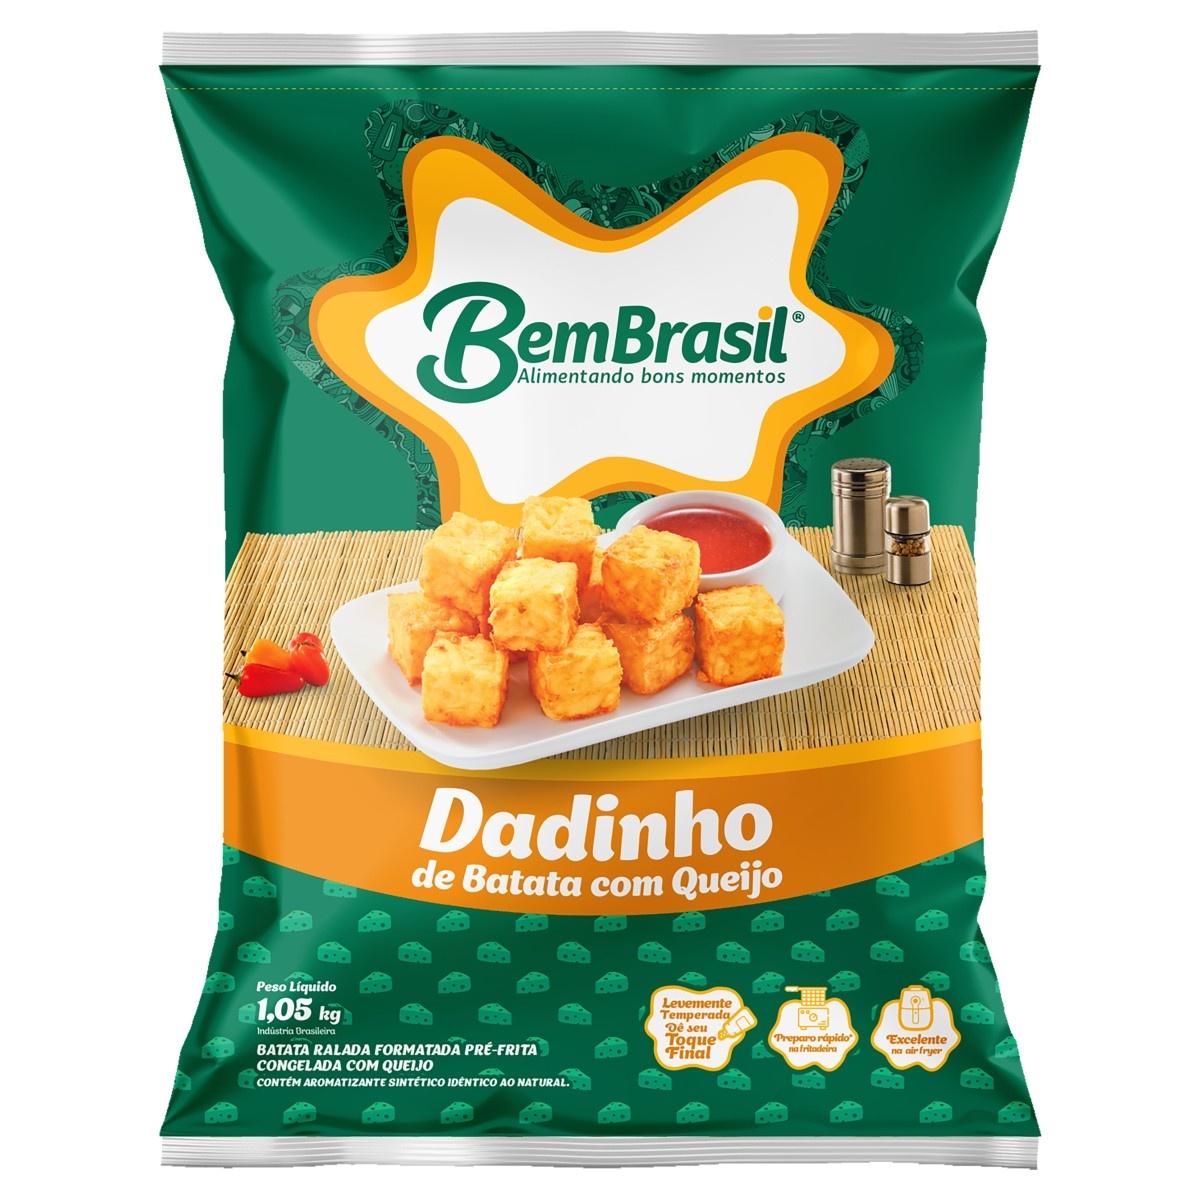 BemBrasil®
Alimentando bons momentos
Dadinho
de Batata com Queijo
Peso Líquido
1,05 kg
Indústria Brasileira
BATATA RALADA FORMATADA PRÉ-FRITA
CONGELADA COM QUEIJO
CONTÉM AROMATIZANTE SINTÉTICO IDÊNTICO AO NATURAL.
Levemente
Temperada
Dê seu
Toque
Final
Preparo rápido*
na fritadeira
Excelente
na air fryer